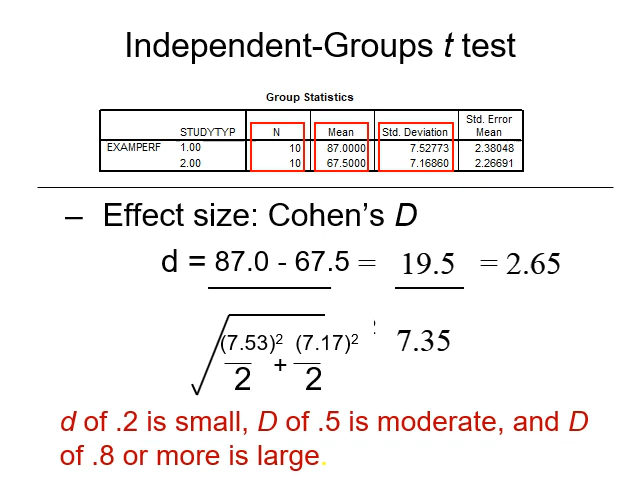 Independent-Groups t test
Group Statistics
STUDYTYP N Mean Std. Deviation Std. Error Mean
EXAMPERF 1.00 10 87.0000 7.52773 2.38048
2.00 10 67.5000 7.16860 2.26691
– Effect size: Cohen’s D
d = 87.0 - 67.5 = 19.5 = 2.65
√ (7.53)² (7.17)² 7.35
2 + 2
d of .2 is small, D of .5 is moderate, and D
of .8 or more is large.